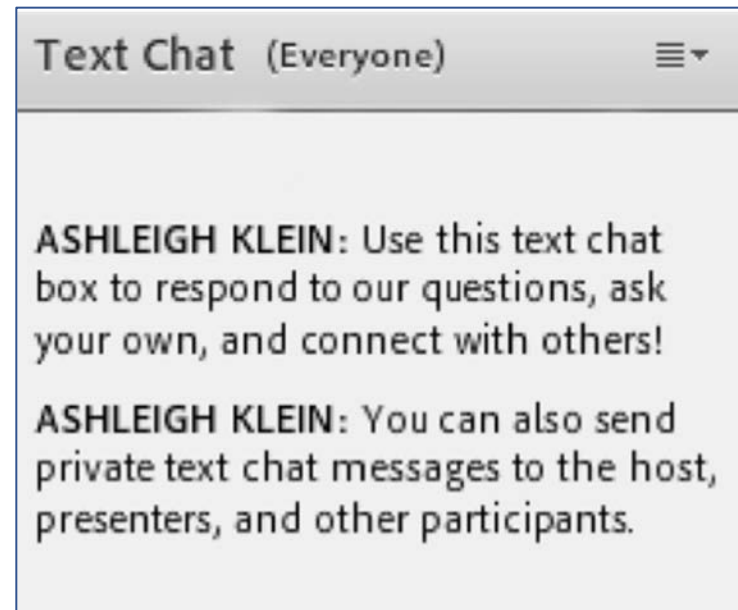 Text Chat (Everyone)
ASHLEIGH KLEIN: Use this text chat
box to respond to our questions, ask
your own, and connect with others!
ASHLEIGH KLEIN: You can also send
private text chat messages to the host,
presenters, and other participants.